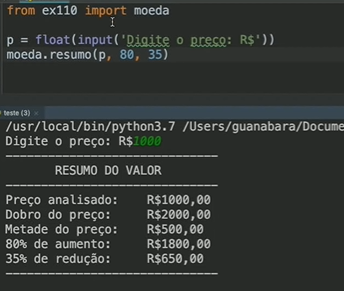 from ex110 import moeda
p = float(input('Digite o preço: R$'))
moeda.resumo(p, 80, 35)
teste (3)
/usr/local/bin/python3.7 /Users/guanabara/Docume
Digite o preço: R$1000
------------------------------
RESUMO DO VALOR
------------------------------
Preço analisado: R$1000,00
Dobro do preço: R$2000,00
Metade do preço: R$500,00
80% de aumento: R$1800,00
35% de redução: R$650,00
------------------------------